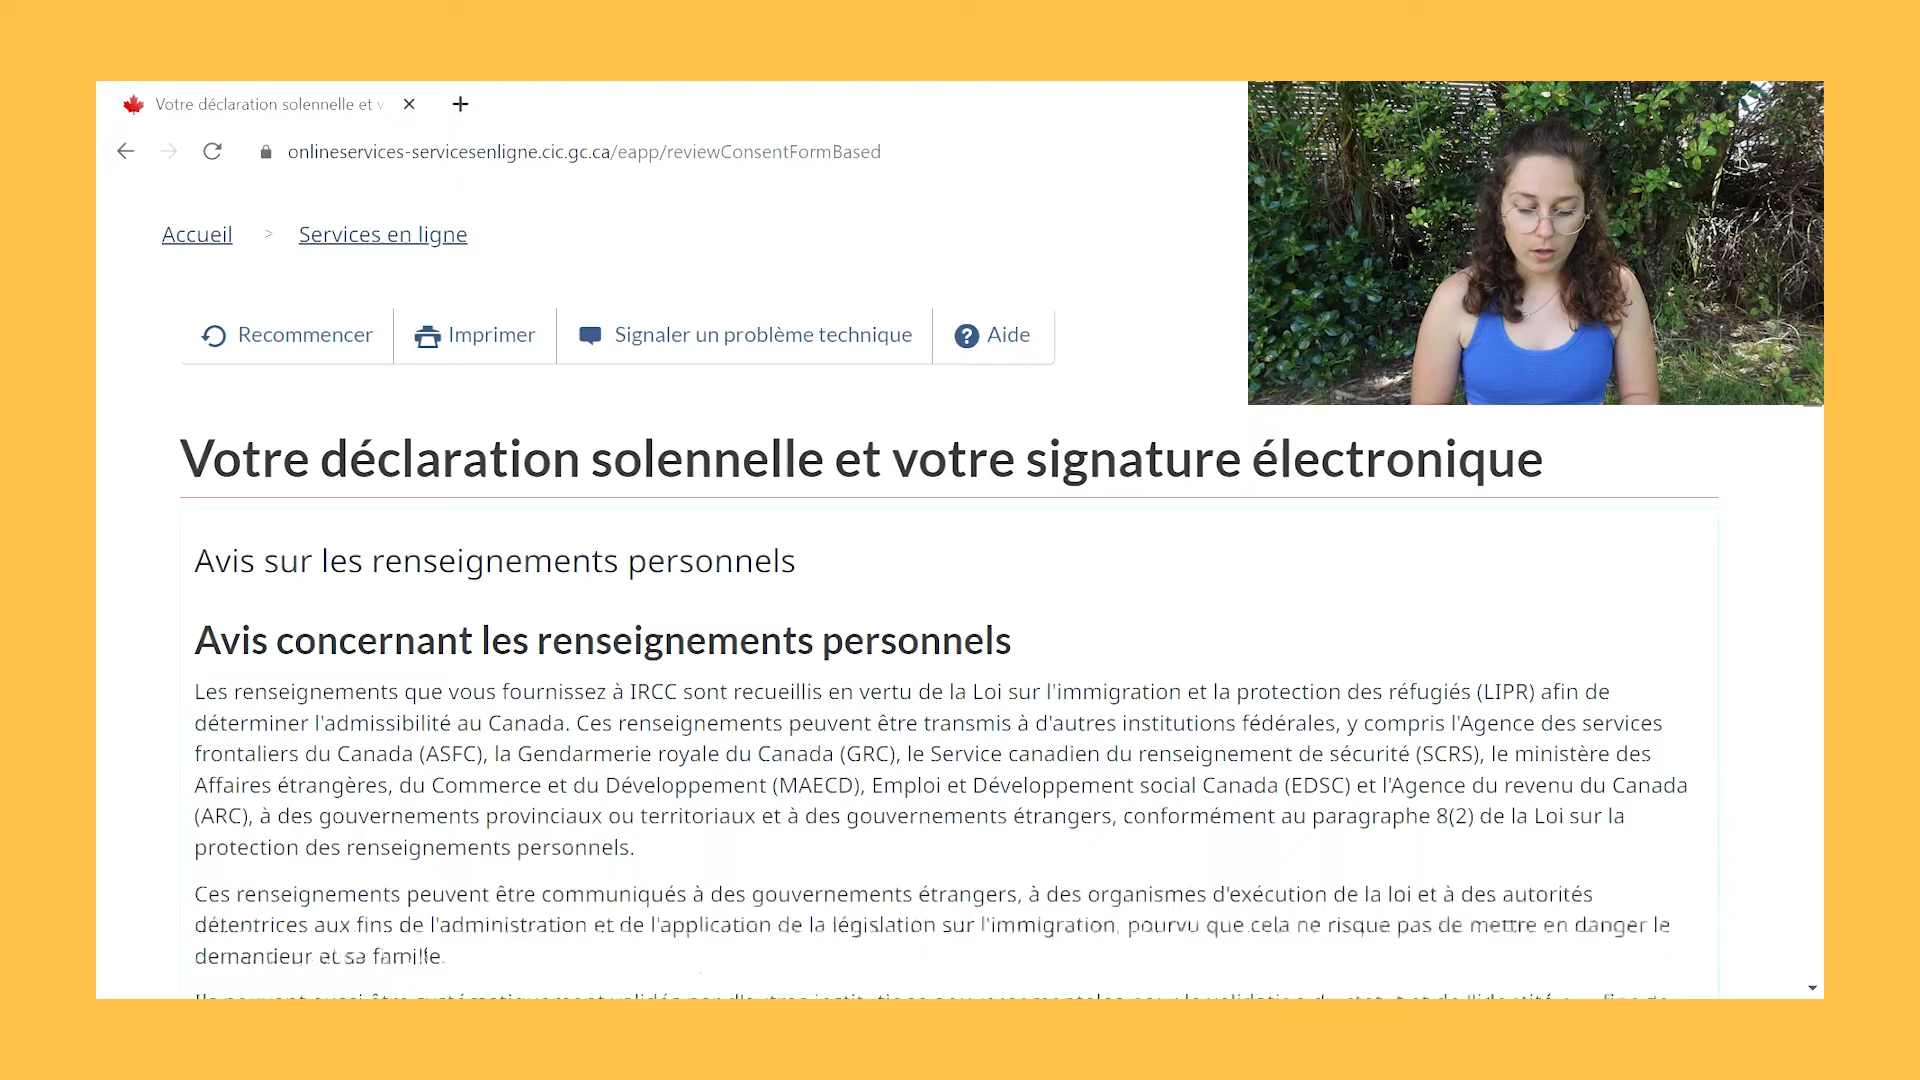 Votre déclaration solennelle et v
onlineservices-servicesenligne.cic.gc.ca/eapp/reviewConsentFormBased
Accueil > Services en ligne
Recommencer Imprimer Signaler un problème technique ? Aide
Votre déclaration solennelle et votre signature électronique
Avis sur les renseignements personnels
Avis concernant les renseignements personnels
Les renseignements que vous fournissez à IRCC sont recueillis en vertu de la Loi sur l'immigration et la protection des réfugiés (LIPR) afin de
déterminer l'admissibilité au Canada. Ces renseignements peuvent être transmis à d'autres institutions fédérales, y compris l'Agence des services
frontaliers du Canada (ASFC), la Gendarmerie royale du Canada (GRC), le Service canadien du renseignement de sécurité (SCRS), le ministère des
Affaires étrangères, du Commerce et du Développement (MAECD), Emploi et Développement social Canada (EDSC) et l'Agence du revenu du Canada
(ARC), à des gouvernements provinciaux ou territoriaux et à des gouvernements étrangers, conformément au paragraphe 8(2) de la Loi sur la
protection des renseignements personnels.
Ces renseignements peuvent être communiqués à des gouvernements étrangers, à des organismes d'exécution de la loi et à des autorités
détentrices aux fins de l'administration et de l'application de la législation sur l'immigration, pourvu que cela ne risque pas de mettre en danger le
demandieur et sa famille.